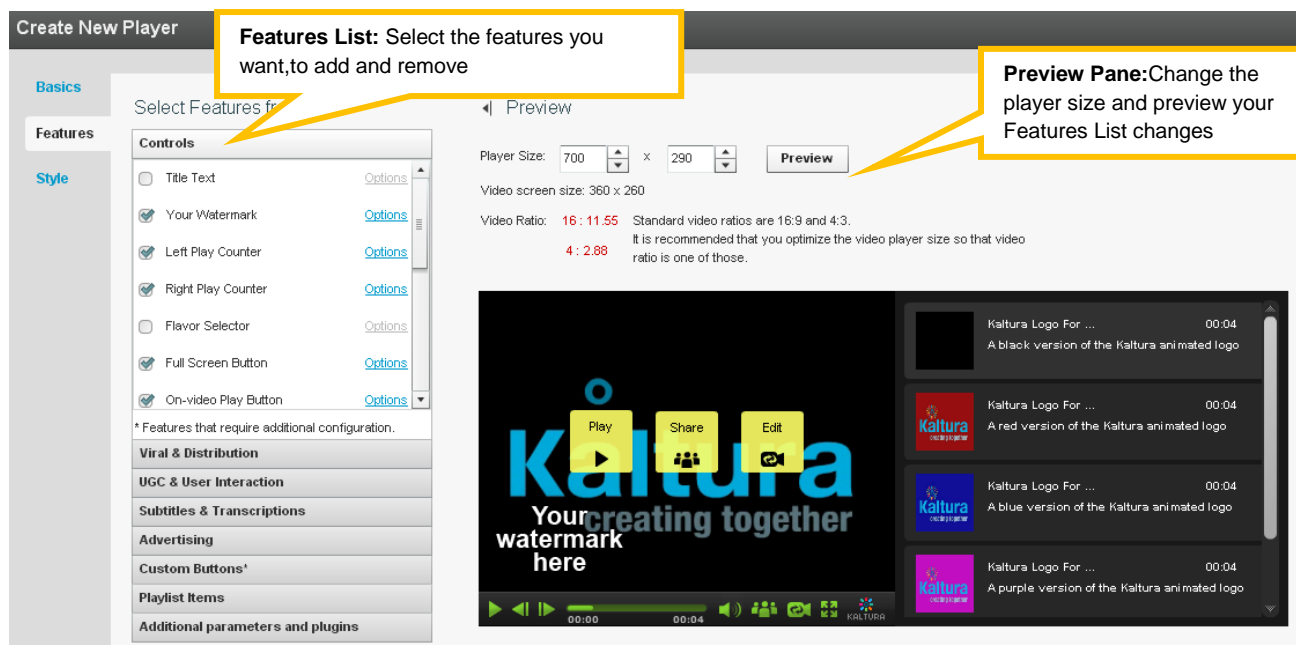 Create New Player
Features List: Select the features you
want,to add and remove
Preview Pane:Change the
player size and preview your
Features List changes
Basics
Features
Style
Select Features
Controls
Title Text Options
Your Watermark Options
Left Play Counter Options
Right Play Counter Options
Flavor Selector Options
Full Screen Button Options
On-video Play Button Options
* Features that require additional configuration.
Viral & Distribution
UGC & User Interaction
Subtitles & Transcriptions
Advertising
Custom Buttons*
Playlist Items
Additional parameters and plugins
Preview
Player Size: 700 x 290 Preview
Video screen size: 360 x 260
Video Ratio: 16 : 11.55 Standard video ratios are 16:9 and 4:3.
4 : 2.88 It is recommended that you optimize the video player size so that video
ratio is one of those.
Play Share Edit
Kaltura
creating together
Your
watermark
here
00:00 00:04
KALTURA
Kaltura Logo For ... 00:04
A black version of the Kaltura animated logo
Kaltura
creating together
Kaltura Logo For ... 00:04
A red version of the Kaltura animated logo
Kaltura
creating together
Kaltura Logo For ... 00:04
A blue version of the Kaltura animated logo
Kaltura
creating together
Kaltura Logo For ... 00:04
A purple version of the Kaltura animated logo